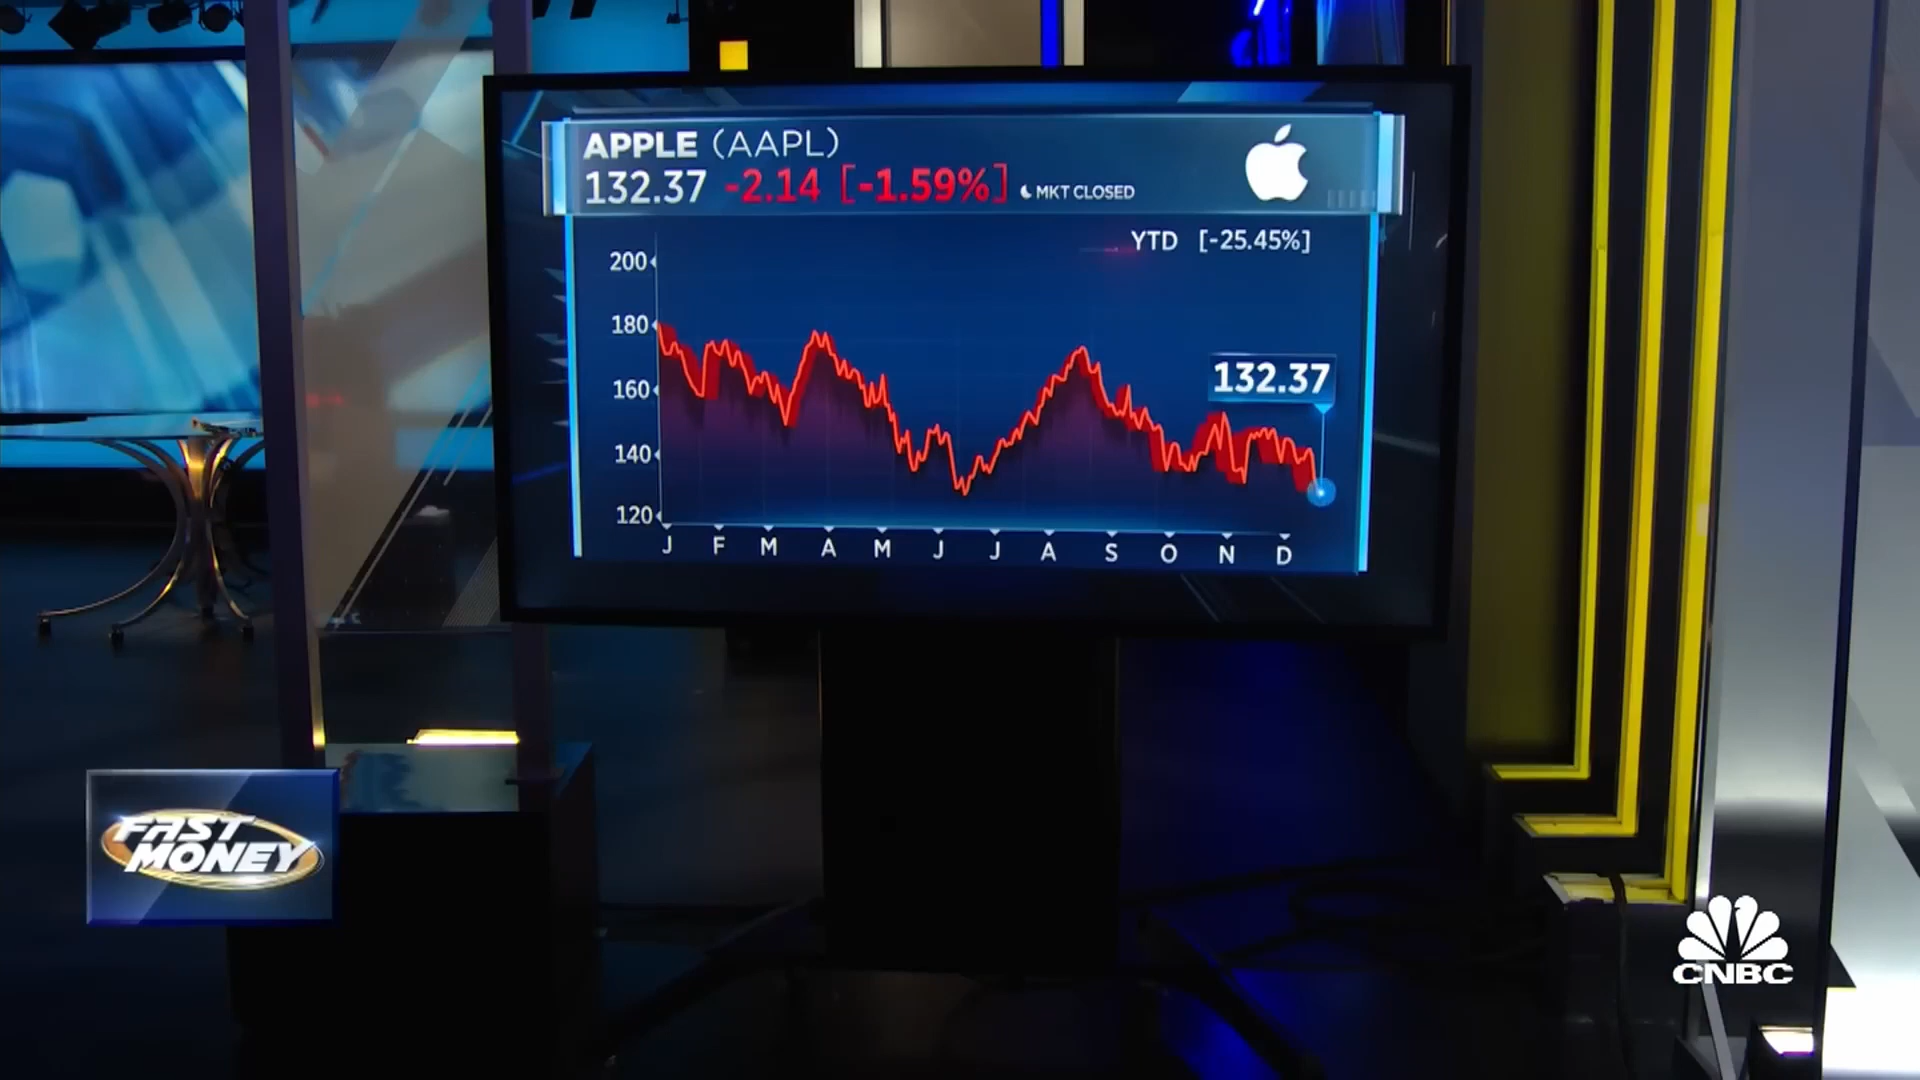 APPLE (AAPL)
132.37 -2.14 [-1.59%] MKT CLOSED
YTD [-25.45%]
200
180
160
140
120
132.37
J F M A M J J A S O N D
FAST
MONEY
CNBC